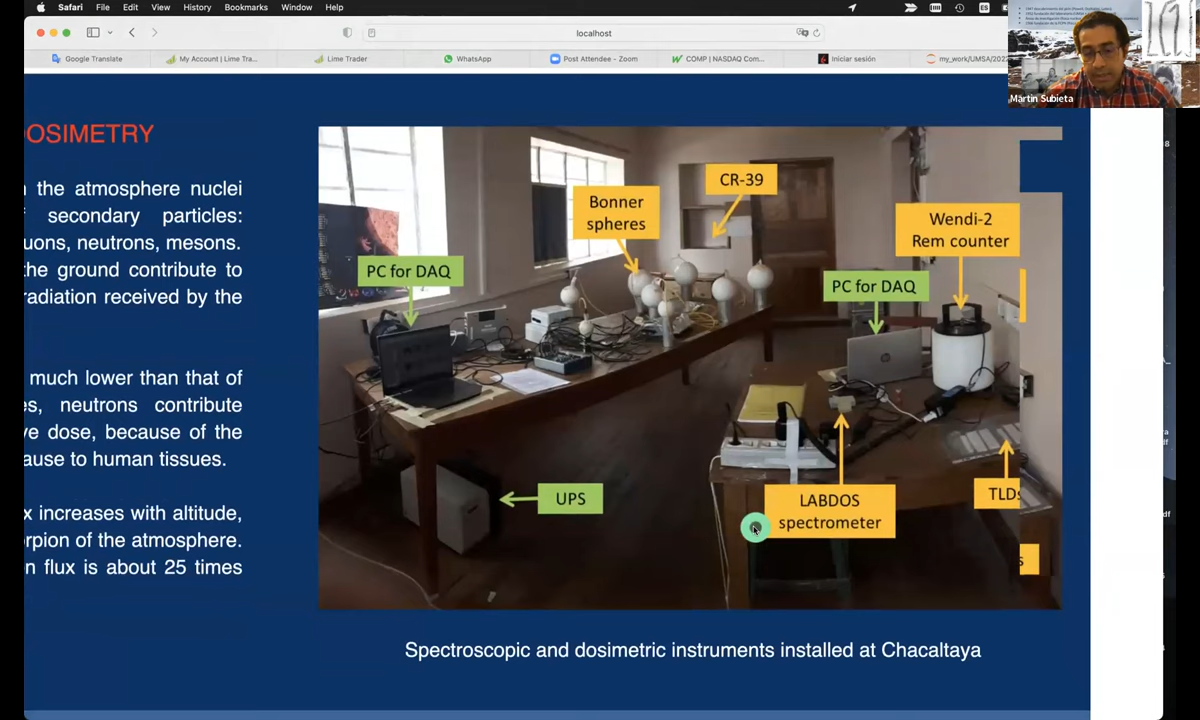 Safari File Edit View History Bookmarks Window Help
ES
localhost
Google Translate
My Account | Lime Tra...
Lime Trader
WhatsApp
Post Attendee - Zoom
COMP | NASDAQ Com...
Iniciar sesión
my_work/UMSA/202
Martin Subieta
OSIMETRY
the atmosphere nuclei
secondary particles:
uons, neutrons, mesons.
the ground contribute to
radiation received by the
much lower than that of
es, neutrons contribute
ve dose, because of the
ause to human tissues.
x increases with altitude,
rpion of the atmosphere.
n flux is about 25 times
CR-39
Bonner
spheres
Wendi-2
Rem counter
PC for DAQ
PC for DAQ
UPS
LABDOS
spectrometer
TLDs
Spectroscopic and dosimetric instruments installed at Chacaltaya